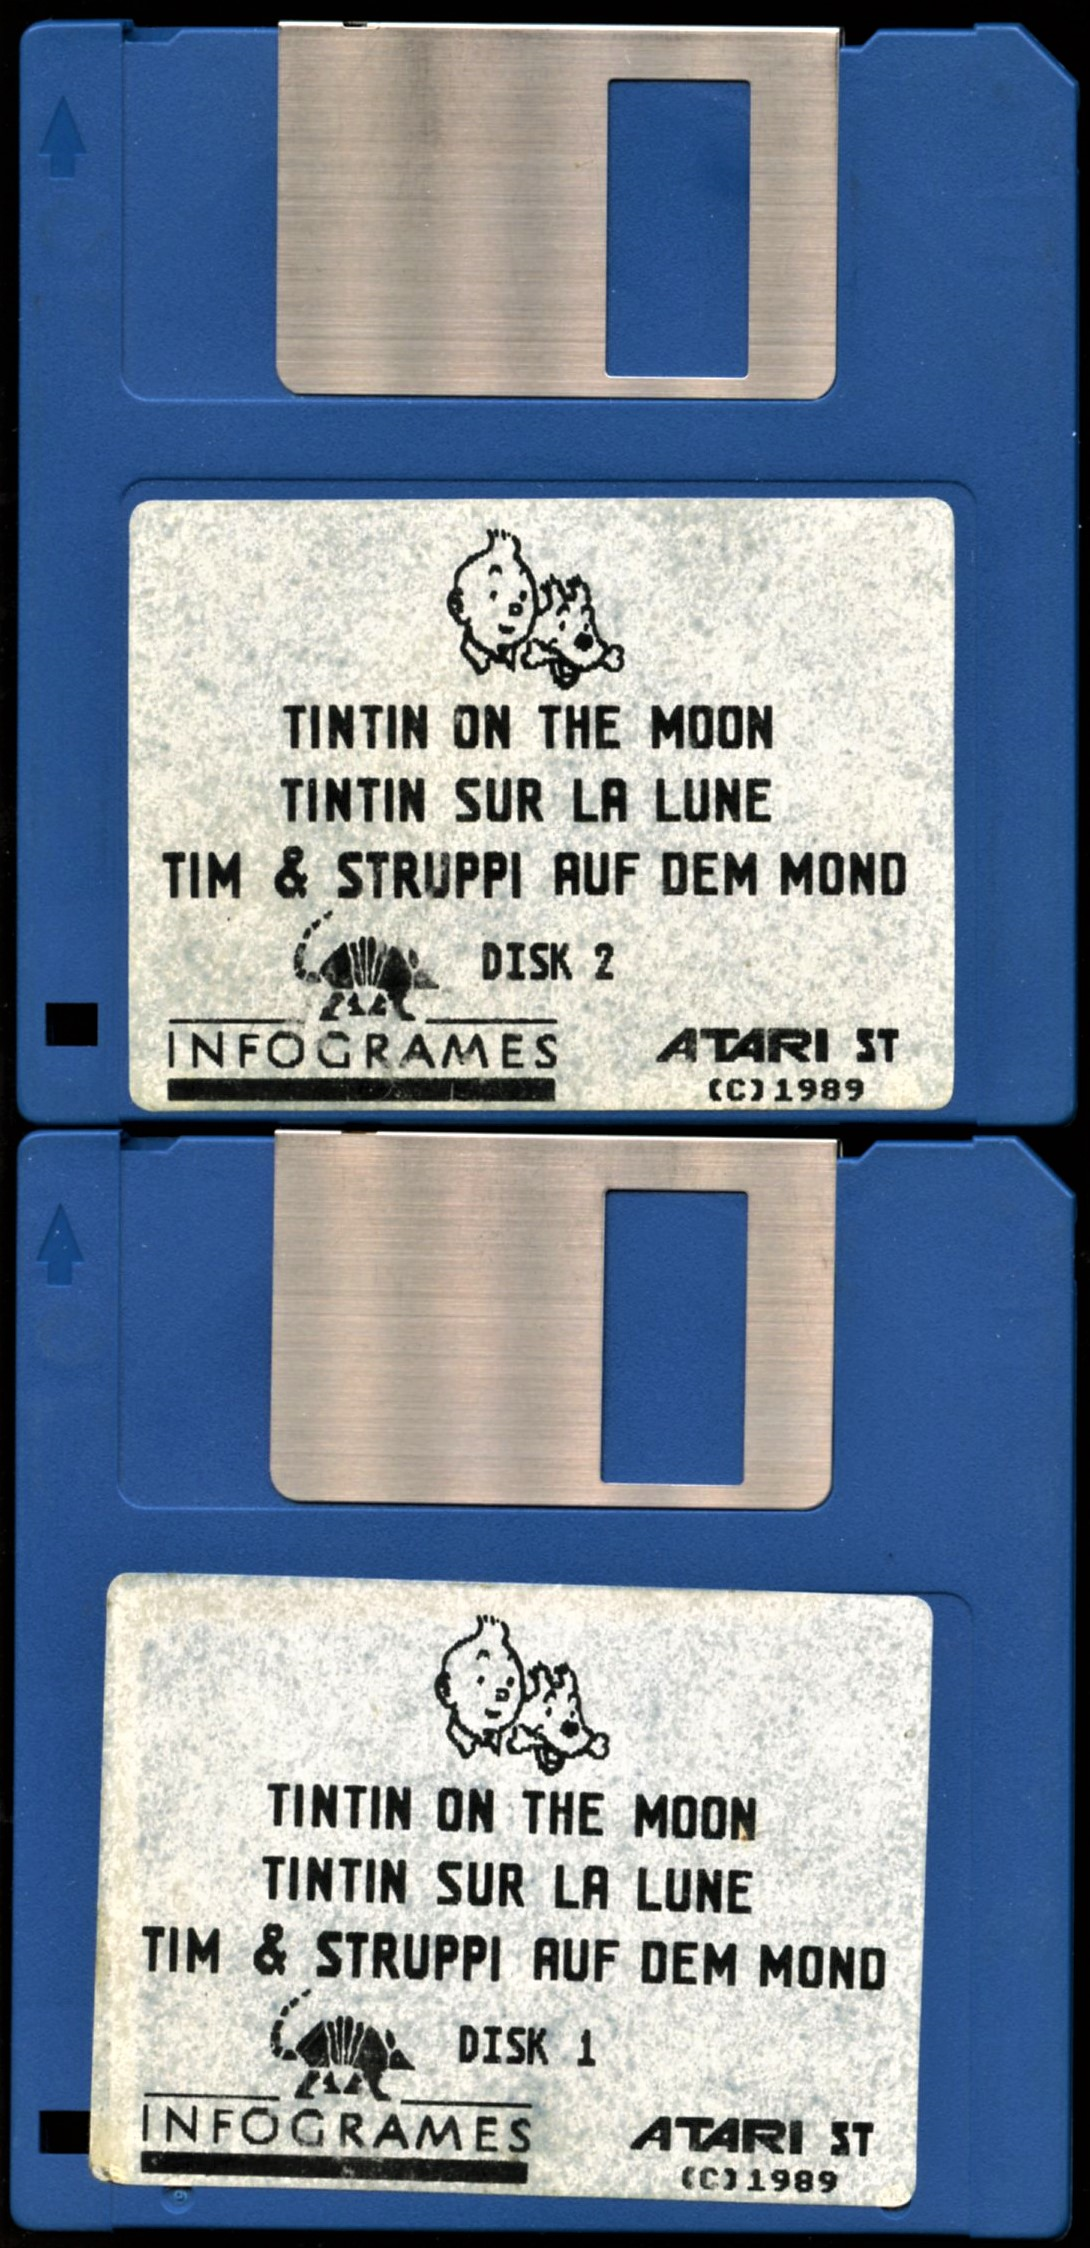 TINTIN ON THE MOON
TINTIN SUR LA LUNE
TIM & STRUPPI AUF DEM MOND
DISK 2
INFOGRAMES
ATARI ST
(C)1989
TINTIN ON THE MOON
TINTIN SUR LA LUNE
TIM & STRUPPI AUF DEM MOND
DISK 1
INFOGRAMES
ATARI ST
(C)1989